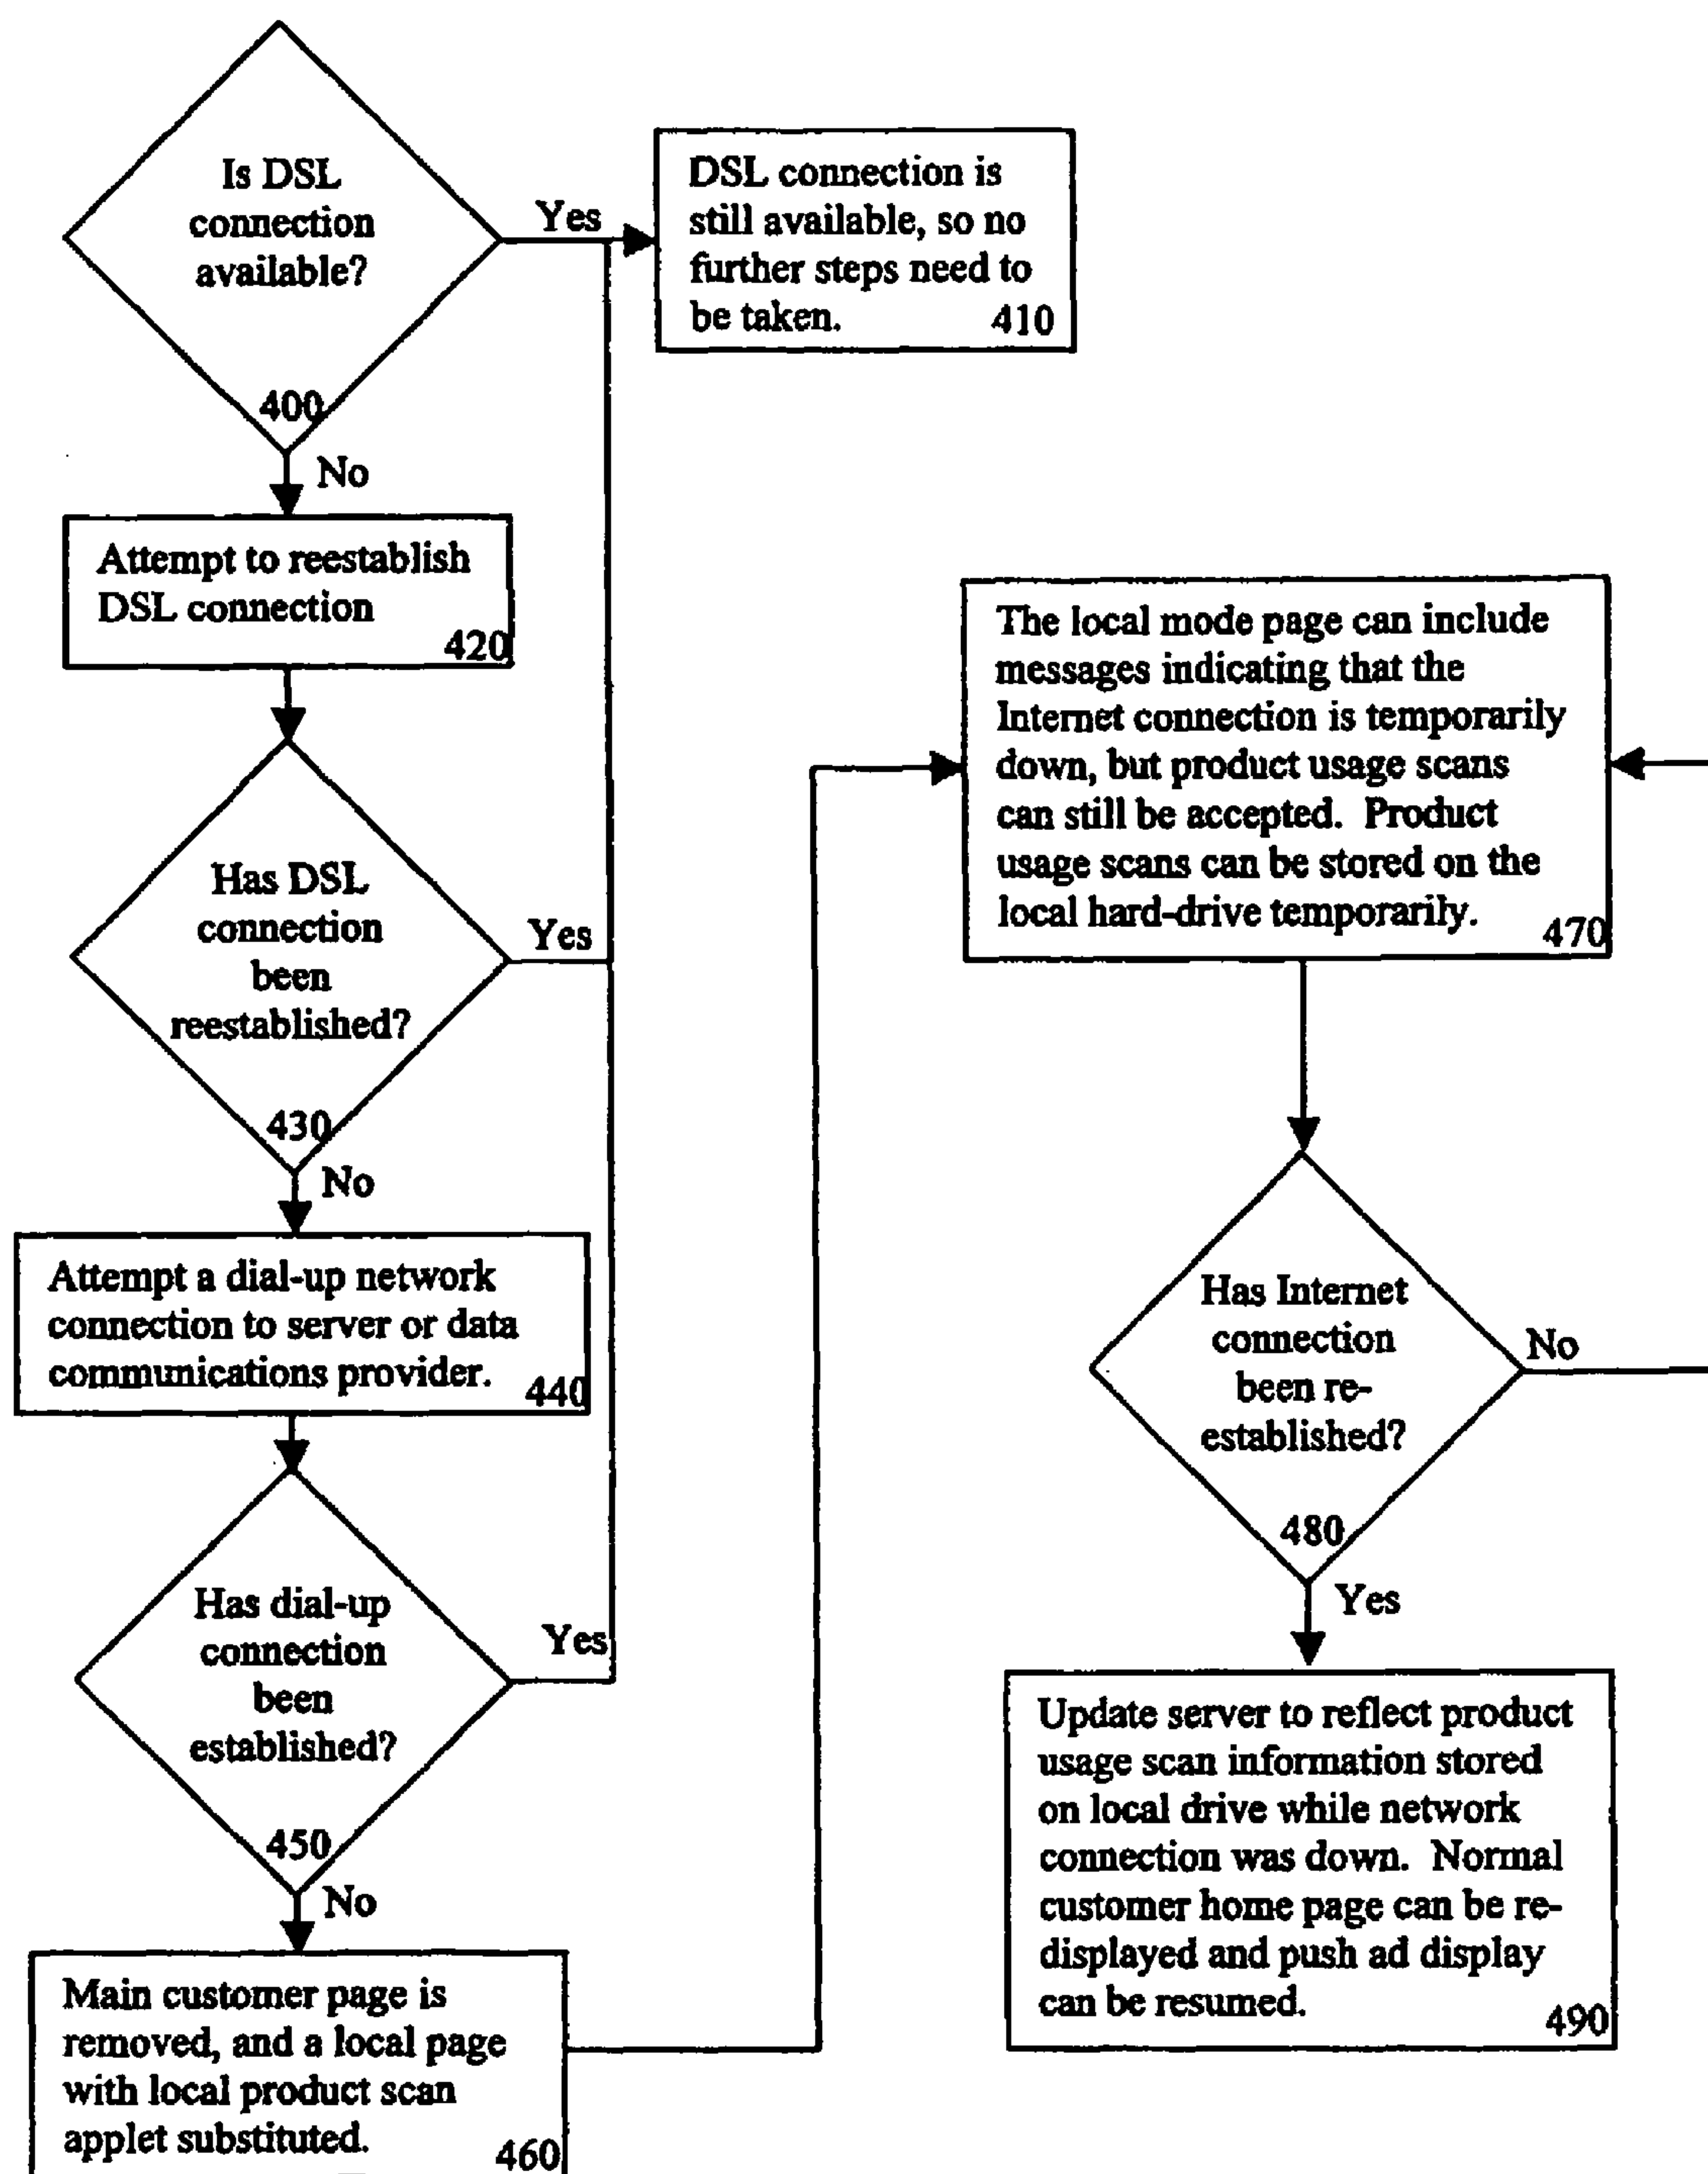 Is DSL
connection
available?
400
Yes
DSL connection is
still available, so no
further steps need to
be taken.
410
No
Attempt to reestablish
DSL connection
420
Has DSL
connection
been
reestablished?
430
Yes
No
Attempt a dial-up network
connection to server or data
communications provider.
440
Has dial-up
connection
been
established?
450
Yes
No
Main customer page is
removed, and a local page
with local product scan
applet substituted.
460
The local mode page can include
messages indicating that the
Internet connection is temporarily
down, but product usage scans
can still be accepted. Product
usage scans can be stored on the
local hard-drive temporarily.
470
Has Internet
connection
been re-
established?
480
No
Yes
Update server to reflect product
usage scan information stored
on local drive while network
connection was down. Normal
customer home page can be re-
displayed and push ad display
can be resumed.
490